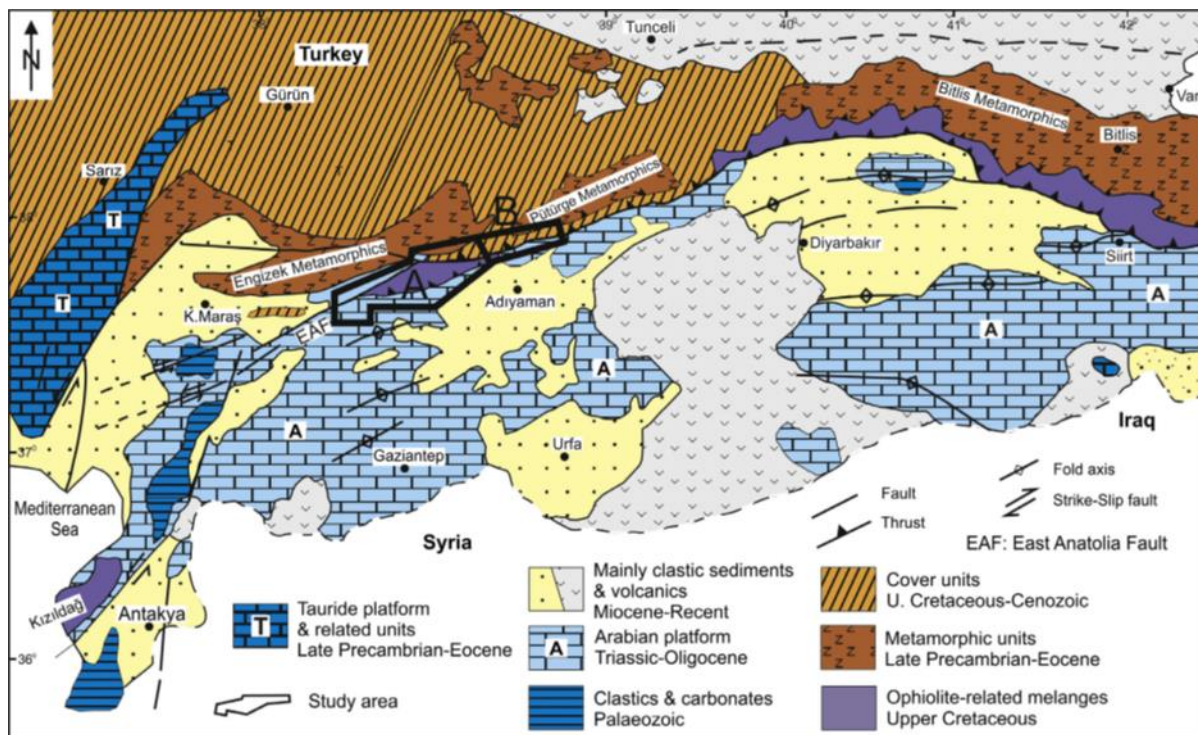 38°
39°
40°
41°
42°
N
Tunceli
Turkey
Gürün
Van
Bitlis Metamorphics
Bitlis
Sarız
T
38°
B
Pütürge Metamorphics
Engizek Metamorphics
Diyarbakır
Siirt
T
A
Adıyaman
K.Maraş
EAF
A
A
A
Iraq
37°
Urfa
Gaziantep
Mediterranean
Sea
Syria
Fault
Thrust
Fold axis
Strike-Slip fault
EAF: East Anatolia Fault
Kızıldağ
Antakya
36°
T
Tauride platform
& related units
Late Precambrian-Eocene
Study area
Mainly clastic sediments
& volcanics
Miocene-Recent
A
Arabian platform
Triassic-Oligocene
Clastics & carbonates
Palaeozoic
Cover units
U. Cretaceous-Cenozoic
Metamorphic units
Late Precambrian-Eocene
Ophiolite-related melanges
Upper Cretaceous